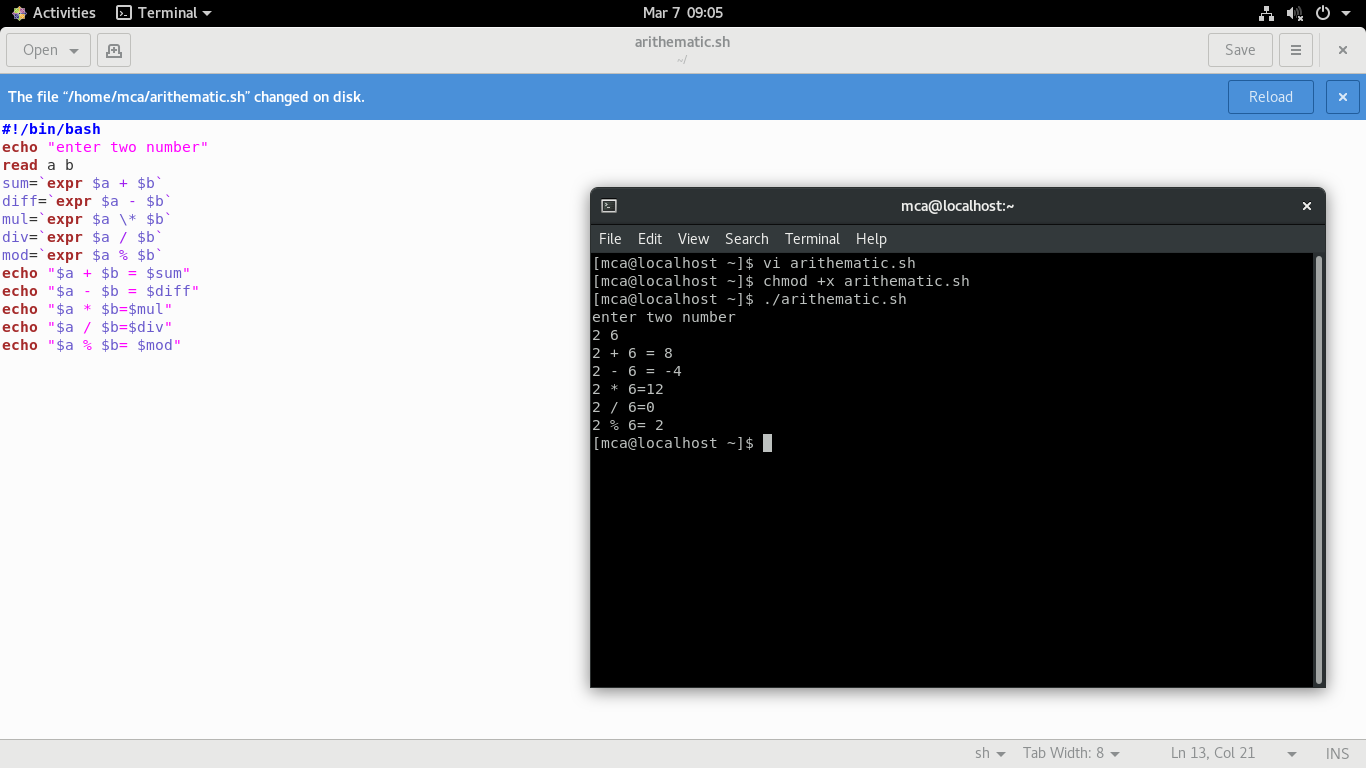 Activities Terminal Mar 7 09:05
Open arithematic.sh Save
~/
The file “/home/mca/arithematic.sh” changed on disk. Reload
#!/bin/bash
echo "enter two number"
read a b
sum=`expr $a + $b`
diff=`expr $a - $b`
mul=`expr $a \* $b`
div=`expr $a / $b`
mod=`expr $a % $b`
echo "$a + $b = $sum"
echo "$a - $b = $diff"
echo "$a * $b=$mul"
echo "$a / $b=$div"
echo "$a % $b= $mod"
mca@localhost:~
File Edit View Search Terminal Help
[mca@localhost ~]$ vi arithematic.sh
[mca@localhost ~]$ chmod +x arithematic.sh
[mca@localhost ~]$ ./arithematic.sh
enter two number
2 6
2 + 6 = 8
2 - 6 = -4
2 * 6=12
2 / 6=0
2 % 6= 2
[mca@localhost ~]$
sh Tab Width: 8 Ln 13, Col 21 INS